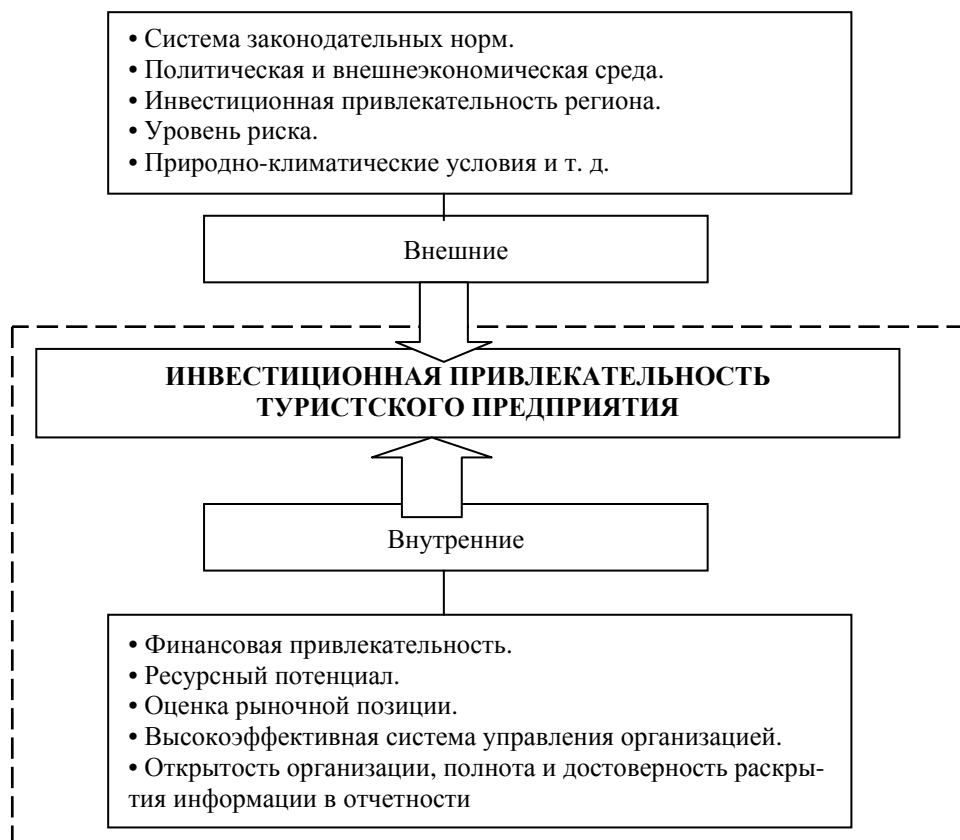 • Система законодательных норм.
• Политическая и внешнеэкономическая среда.
• Инвестиционная привлекательность региона.
• Уровень риска.
• Природно-климатические условия и т. д.
Внешние
ИНВЕСТИЦИОННАЯ ПРИВЛЕКАТЕЛЬНОСТЬ
ТУРИСТСКОГО ПРЕДПРИЯТИЯ
Внутренние
• Финансовая привлекательность.
• Ресурсный потенциал.
• Оценка рыночной позиции.
• Высокоэффективная система управления организацией.
• Открытость организации, полнота и достоверность раскры-
тия информации в отчетности